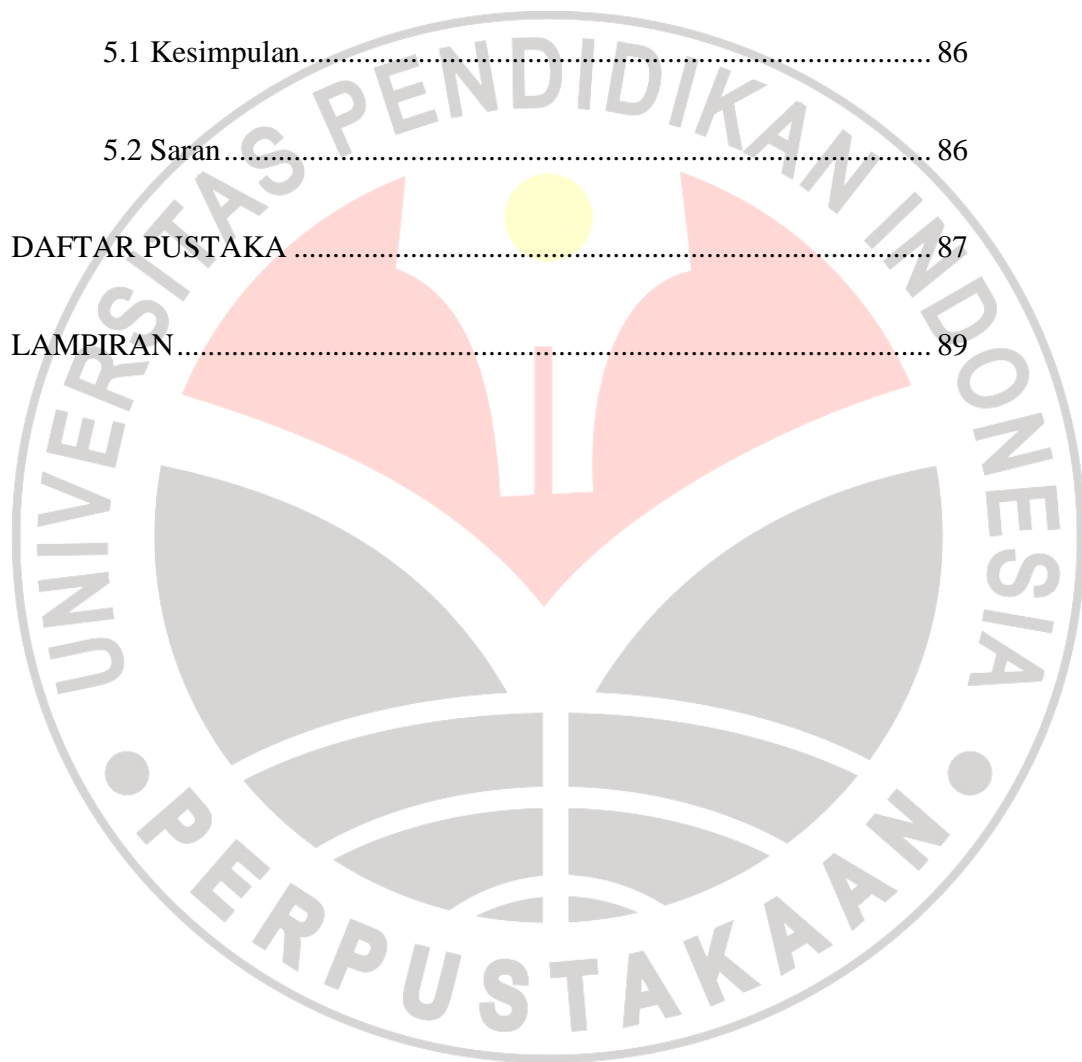 5.1 Kesimpulan.................................................................................. 86
5.2 Saran............................................................................................ 86
DAFTAR PUSTAKA ................................................................................... 87
LAMPIRAN.................................................................................................. 89
UNIVERSITAS PENDIDIKAN INDONESIA
PERPUSTAKAAN